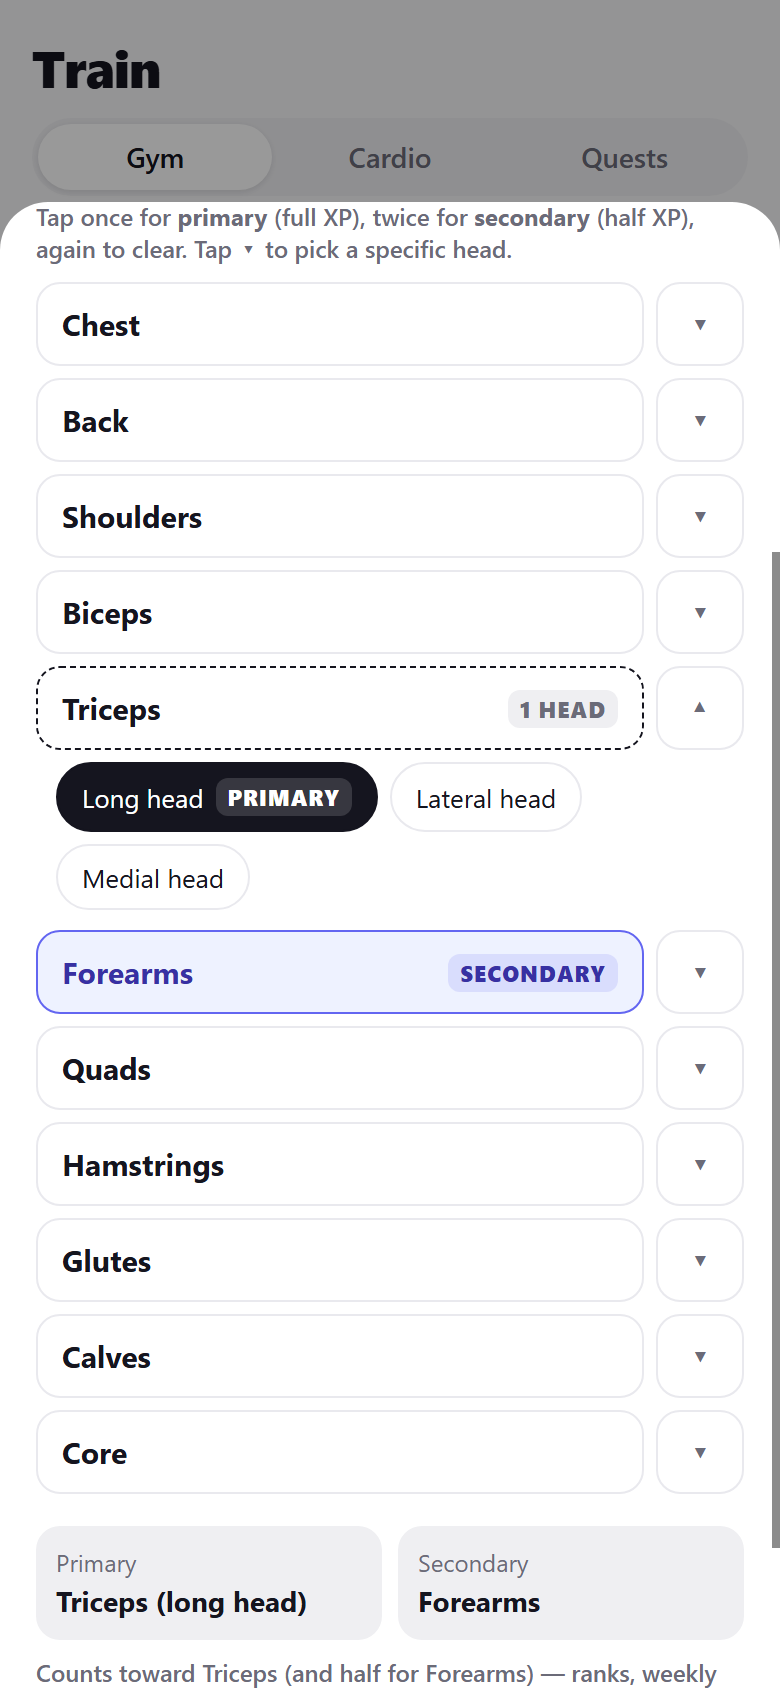 Train
Gym Cardio Quests
Tap once for primary (full XP), twice for secondary (half XP),
again to clear. Tap ▾ to pick a specific head.
Chest ▾
Back ▾
Shoulders ▾
Biceps ▾
Triceps 1 HEAD ▴
Long head PRIMARY Lateral head
Medial head
Forearms SECONDARY ▾
Quads ▾
Hamstrings ▾
Glutes ▾
Calves ▾
Core ▾
Primary Secondary
Triceps (long head) Forearms
Counts toward Triceps (and half for Forearms) — ranks, weekly